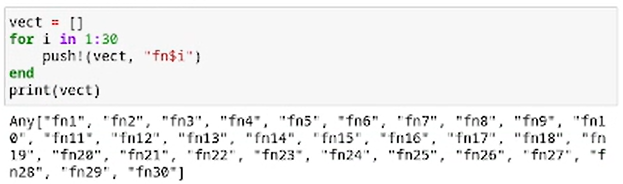 vect = []
for i in 1:30
    push!(vect, "fn$i")
end
print(vect)
Any["fn1", "fn2", "fn3", "fn4", "fn5", "fn6", "fn7", "fn8", "fn9", "fn1
0", "fn11", "fn12", "fn13", "fn14", "fn15", "fn16", "fn17", "fn18", "fn
19", "fn20", "fn21", "fn22", "fn23", "fn24", "fn25", "fn26", "fn27", "f
n28", "fn29", "fn30"]